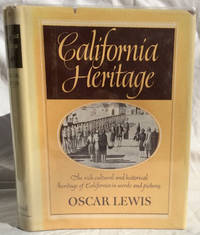 California
Heritage
The rich cultural and historical
heritage of California in words and pictures
OSCAR LEWIS